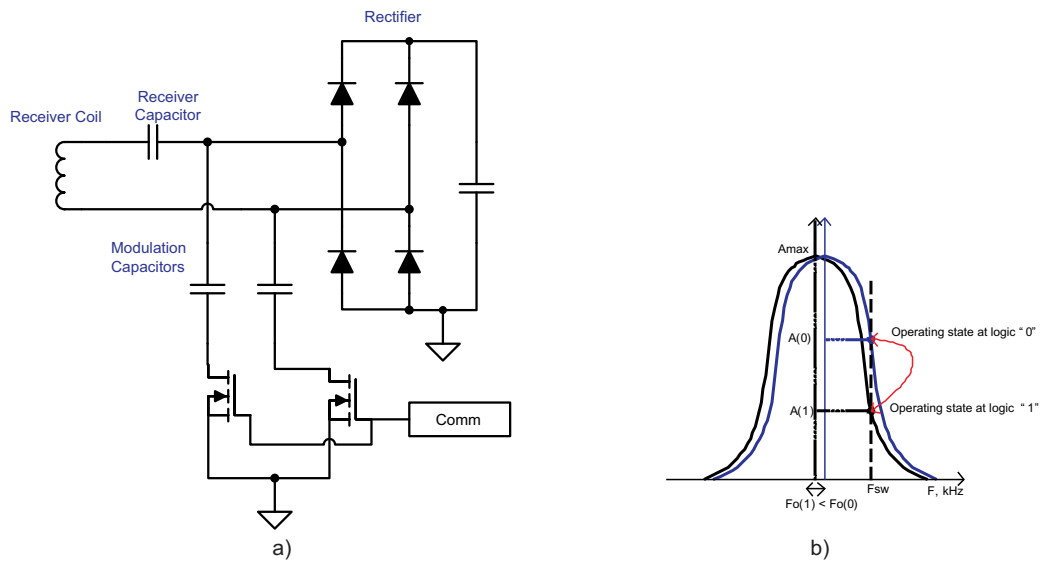 Rectifier
Receiver
Capacitor
Receiver Coil
Modulation
Capacitors
Comm
a)
Amax
A(0)
Operating state at logic “ 0”
A(1)
Operating state at logic “ 1”
Fsw
F, kHz
Fo(1) < Fo(0)
b)